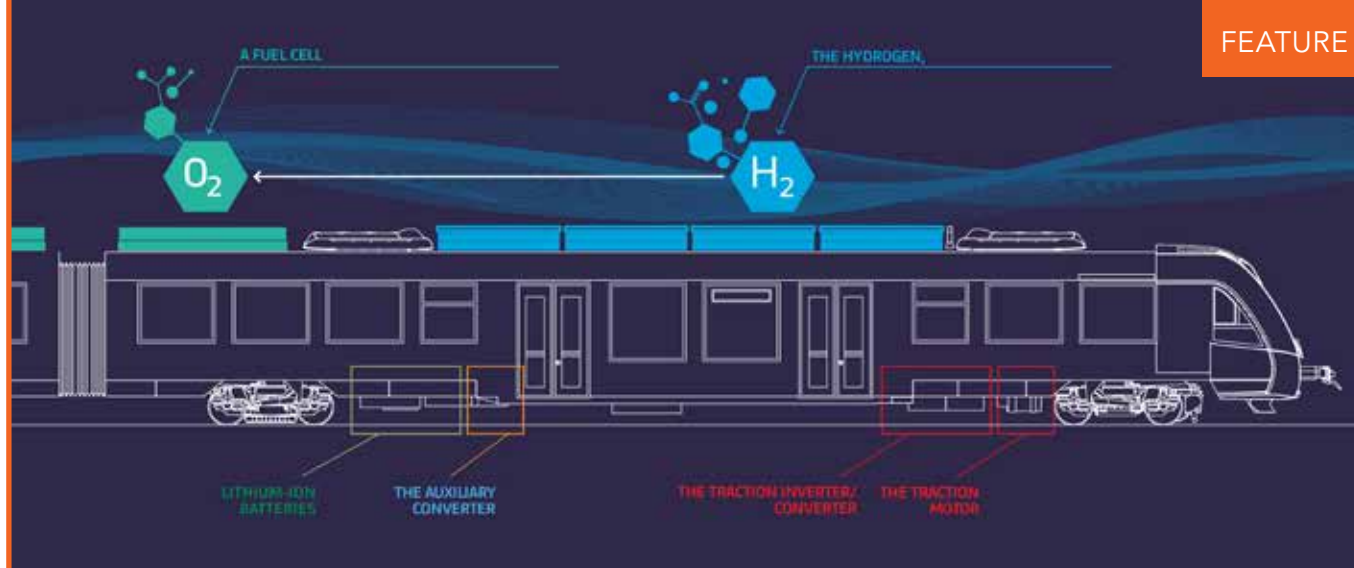 FEATURE
A FUEL CELL
THE HYDROGEN,
O2
H2
LITHIUM-ION
BATTERIES
THE AUXILIARY
CONVERTER
THE TRACTION INVERTER/
CONVERTER
THE TRACTION
MOTOR